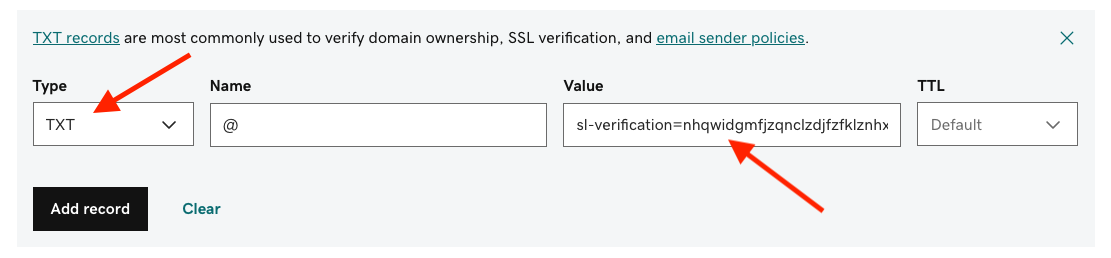 TXT records are most commonly used to verify domain ownership, SSL verification, and email sender policies.
Type Name Value TTL
TXT @ sl-verification=nhqwidgmfjzqnclzdjfzfklznhx Default
Add record Clear